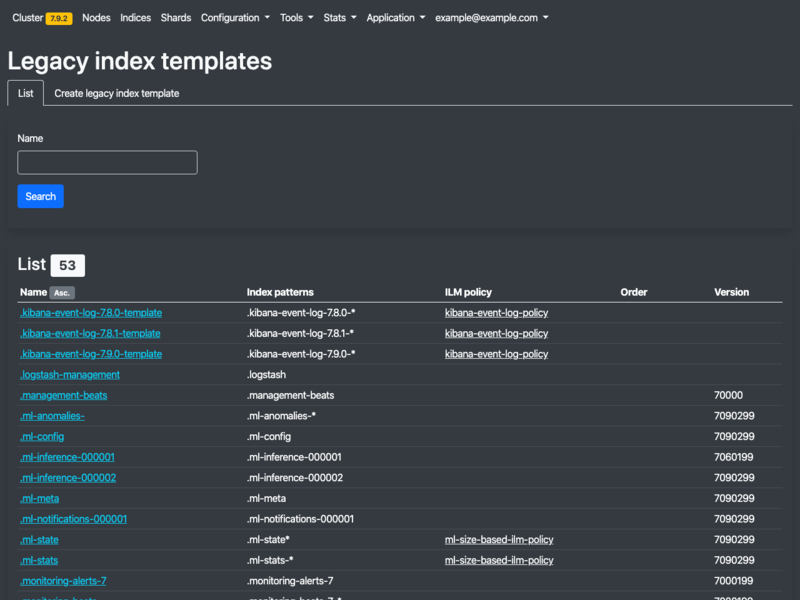 Cluster 7.9.2 Nodes Indices Shards Configuration Tools Stats Application example@example.com
Legacy index templates
List Create legacy index template
Name
Search
List 53
Name Asc. Index patterns ILM policy Order Version
.kibana-event-log-7.8.0-template .kibana-event-log-7.8.0-* kibana-event-log-policy
.kibana-event-log-7.8.1-template .kibana-event-log-7.8.1-* kibana-event-log-policy
.kibana-event-log-7.9.0-template .kibana-event-log-7.9.0-* kibana-event-log-policy
.logstash-management .logstash
.management-beats .management-beats 70000
.ml-anomalies- .ml-anomalies-* 7090299
.ml-config .ml-config 7090299
.ml-inference-000001 .ml-inference-000001 7060199
.ml-inference-000002 .ml-inference-000002 7090299
.ml-meta .ml-meta 7090299
.ml-notifications-000001 .ml-notifications-000001 7090299
.ml-state .ml-state* ml-size-based-ilm-policy 7090299
.ml-stats .ml-stats-* ml-size-based-ilm-policy 7090299
.monitoring-alerts-7 .monitoring-alerts-7 7000199